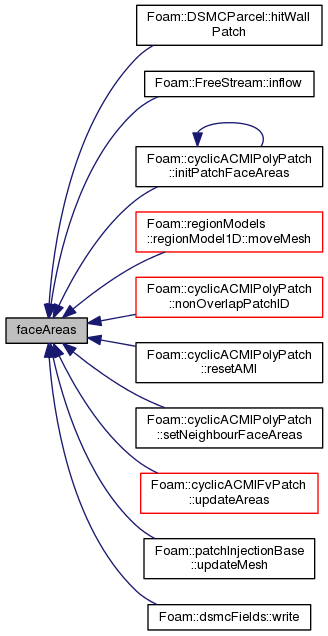 Foam::DSMCParcel::hitWall
Patch
Foam::FreeStream::inflow
Foam::cyclicACMIPolyPatch
::initPatchFaceAreas
Foam::regionModels
::regionModel1D::moveMesh
Foam::cyclicACMIPolyPatch
::nonOverlapPatchID
faceAreas
Foam::cyclicACMIPolyPatch
::resetAMI
Foam::cyclicACMIPolyPatch
::setNeighbourFaceAreas
Foam::cyclicACMIFvPatch
::updateAreas
Foam::patchInjectionBase
::updateMesh
Foam::dsmcFields::write